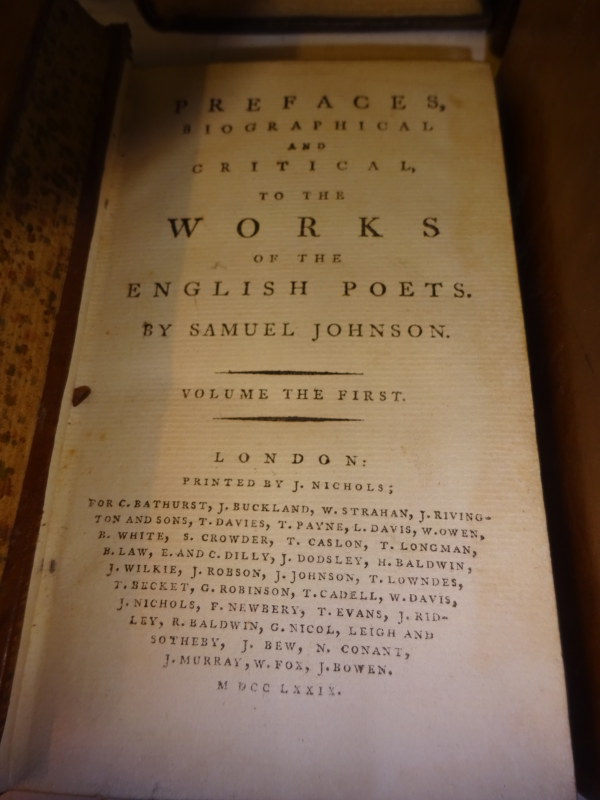 PREFACES,
BIOGRAPHICAL
AND
CRITICAL,
TO THE
WORKS
OF THE
ENGLISH POETS.
BY SAMUEL JOHNSON.
VOLUME THE FIRST.
LONDON:
PRINTED BY J. NICHOLS;
FOR C. BATHURST, J. BUCKLAND, W. STRAHAN, J. RIVING-
TON AND SONS, T. DAVIES, T. PAYNE, L. DAVIS, W. OWEN,
B. WHITE, S. CROWDER, T. CASLON, T. LONGMAN,
B. LAW, E. AND C. DILLY, J. DODSLEY, H. BALDWIN,
J. WILKIE, J. ROBSON, J. JOHNSON, T. LOWNDES,
T. BECKET, G. ROBINSON, T. CADELL, W. DAVIS,
J. NICHOLS, F. NEWBERY, T. EVANS, J. RID-
LEY, R. BALDWIN, G. NICOL, LEIGH AND
SOTHEBY, J. BEW, N. CONANT,
J. MURRAY, W. FOX, J. BOWEN.
M DCC LXXIX.